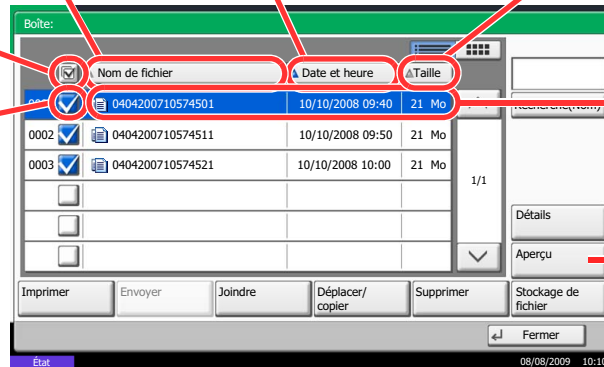 Boîte:
Nom de fichier Date et heure Taille
0404200710574501 10/10/2008 09:40 21 Mo
Recherche(Nom)
0002 0404200710574511 10/10/2008 09:50 21 Mo
0003 0404200710574521 10/10/2008 10:00 21 Mo
1/1
Détails
Aperçu
Imprimer Envoyer Joindre Déplacer/ copier Supprimer Stockage de fichier
Fermer
État 08/08/2009 10:10